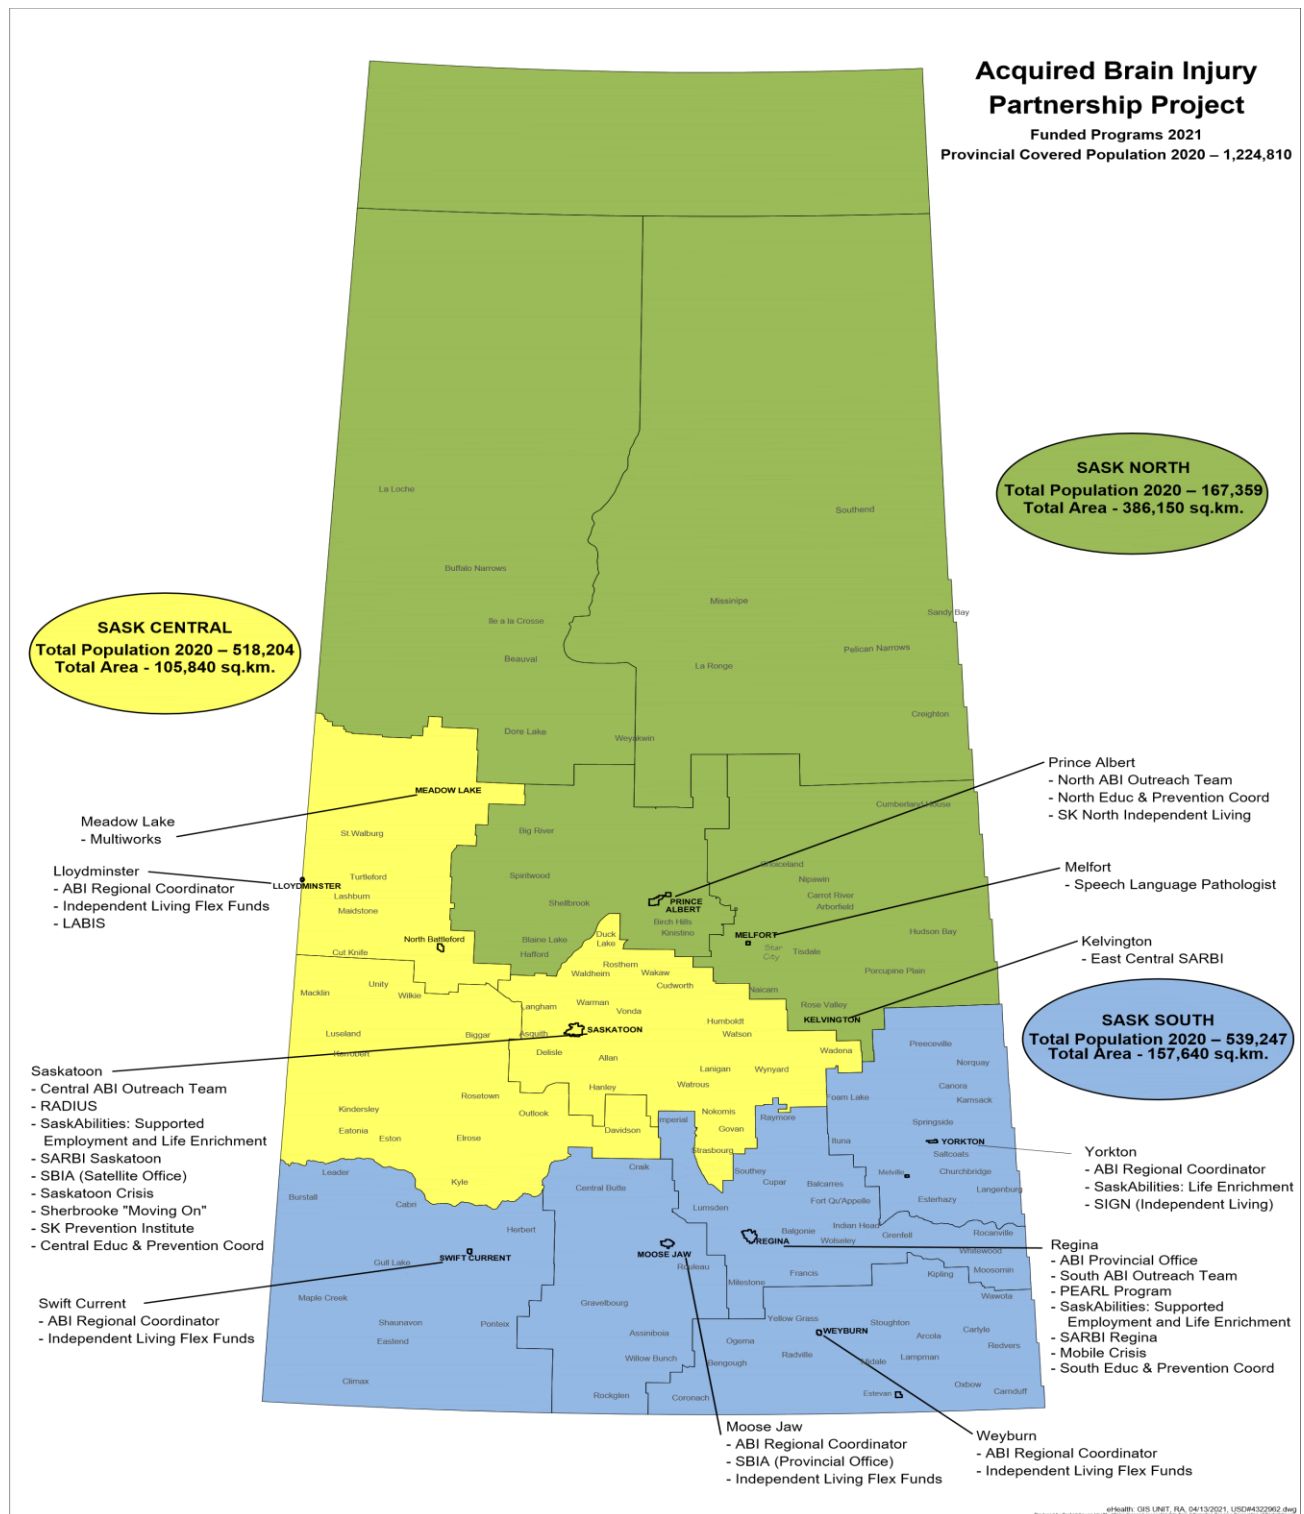 Acquired Brain Injury
Partnership Project
Funded Programs 2021
Provincial Covered Population 2020 – 1,224,810
SASK NORTH
Total Population 2020 – 167,359
Total Area - 386,150 sq.km.
SASK CENTRAL
Total Population 2020 – 518,204
Total Area - 105,840 sq.km.
SASK SOUTH
Total Population 2020 – 539,247
Total Area - 157,640 sq.km.
La Loche
Southend
Buffalo Narrows
Missinipe
Sandy Bay
Ile a la Crosse
Pelican Narrows
Beauval
La Ronge
Creighton
Dore Lake
Weyakwin
MEADOW LAKE
Cumberland House
St.Walburg
Big River
Choiceland
Turtleford
Spiritwood
Nipawin
LLOYDMINSTER
Lashburn
Maidstone
Shellbrook
PRINCE
ALBERT
Carrot River
Arborfield
Birch Hills
Kinistino
Hudson Bay
North Battleford
Blaine Lake
Duck
Lake
MELFORT
Star
City
Tisdale
Cut Knife
Hafford
Rosthern
Waldheim
Wakaw
Cudworth
Porcupine Plain
Macklin
Unity
Wilkie
Naicam
Rose Valley
Langham
Warman
Vonda
KELVINGTON
Luseland
Biggar
Asquith
SASKATOON
Humboldt
Watson
Kerrobert
Delisle
Allan
Wadena
Preeceville
Norquay
Lanigan
Wynyard
Rosetown
Hanley
Watrous
Canora
Kamsack
Foam Lake
Kindersley
Outlook
Nokomis
Imperial
Raymore
Springside
Eatonia
Eston
Elrose
Davidson
Govan
Ituna
YORKTON
Strasbourg
Saltcoats
Leader
Craik
Southey
Melville
Churchbridge
Kyle
Central Butte
Cupar
Balcarres
Langenburg
Burstall
Cabri
Lumsden
Fort Qu'Appelle
Esterhazy
Herbert
Balgonie
Indian Head
Grenfell
Rocanville
REGINA
Wolseley
Whitewood
SWIFT CURRENT
MOOSE JAW
Gull Lake
Rouleau
Milestone
Francis
Kipling
Moosomin
Maple Creek
Gravelbourg
Wawota
Shaunavon
Ponteix
Yellow Grass
Stoughton
Eastend
Assiniboia
Ogema
WEYBURN
Arcola
Carlyle
Redvers
Willow Bunch
Bengough
Radville
Midale
Lampman
Climax
Rockglen
Coronach
Estevan
Oxbow
Carnduff
Meadow Lake
- Multiworks
Lloydminster
- ABI Regional Coordinator
- Independent Living Flex Funds
- LABIS
Saskatoon
- Central ABI Outreach Team
- RADIUS
- SaskAbilities: Supported
Employment and Life Enrichment
- SARBI Saskatoon
- SBIA (Satellite Office)
- Saskatoon Crisis
- Sherbrooke "Moving On"
- SK Prevention Institute
- Central Educ & Prevention Coord
Swift Current
- ABI Regional Coordinator
- Independent Living Flex Funds
Prince Albert
- North ABI Outreach Team
- North Educ & Prevention Coord
- SK North Independent Living
Melfort
- Speech Language Pathologist
Kelvington
- East Central SARBI
Yorkton
- ABI Regional Coordinator
- SaskAbilities: Life Enrichment
- SIGN (Independent Living)
Regina
- ABI Provincial Office
- South ABI Outreach Team
- PEARL Program
- SaskAbilities: Supported
Employment and Life Enrichment
- SARBI Regina
- Mobile Crisis
- South Educ & Prevention Coord
Moose Jaw
- ABI Regional Coordinator
- SBIA (Provincial Office)
- Independent Living Flex Funds
Weyburn
- ABI Regional Coordinator
- Independent Living Flex Funds
eHealth: GIS UNIT, RA, 04/13/2021, USD#4322962.dwg